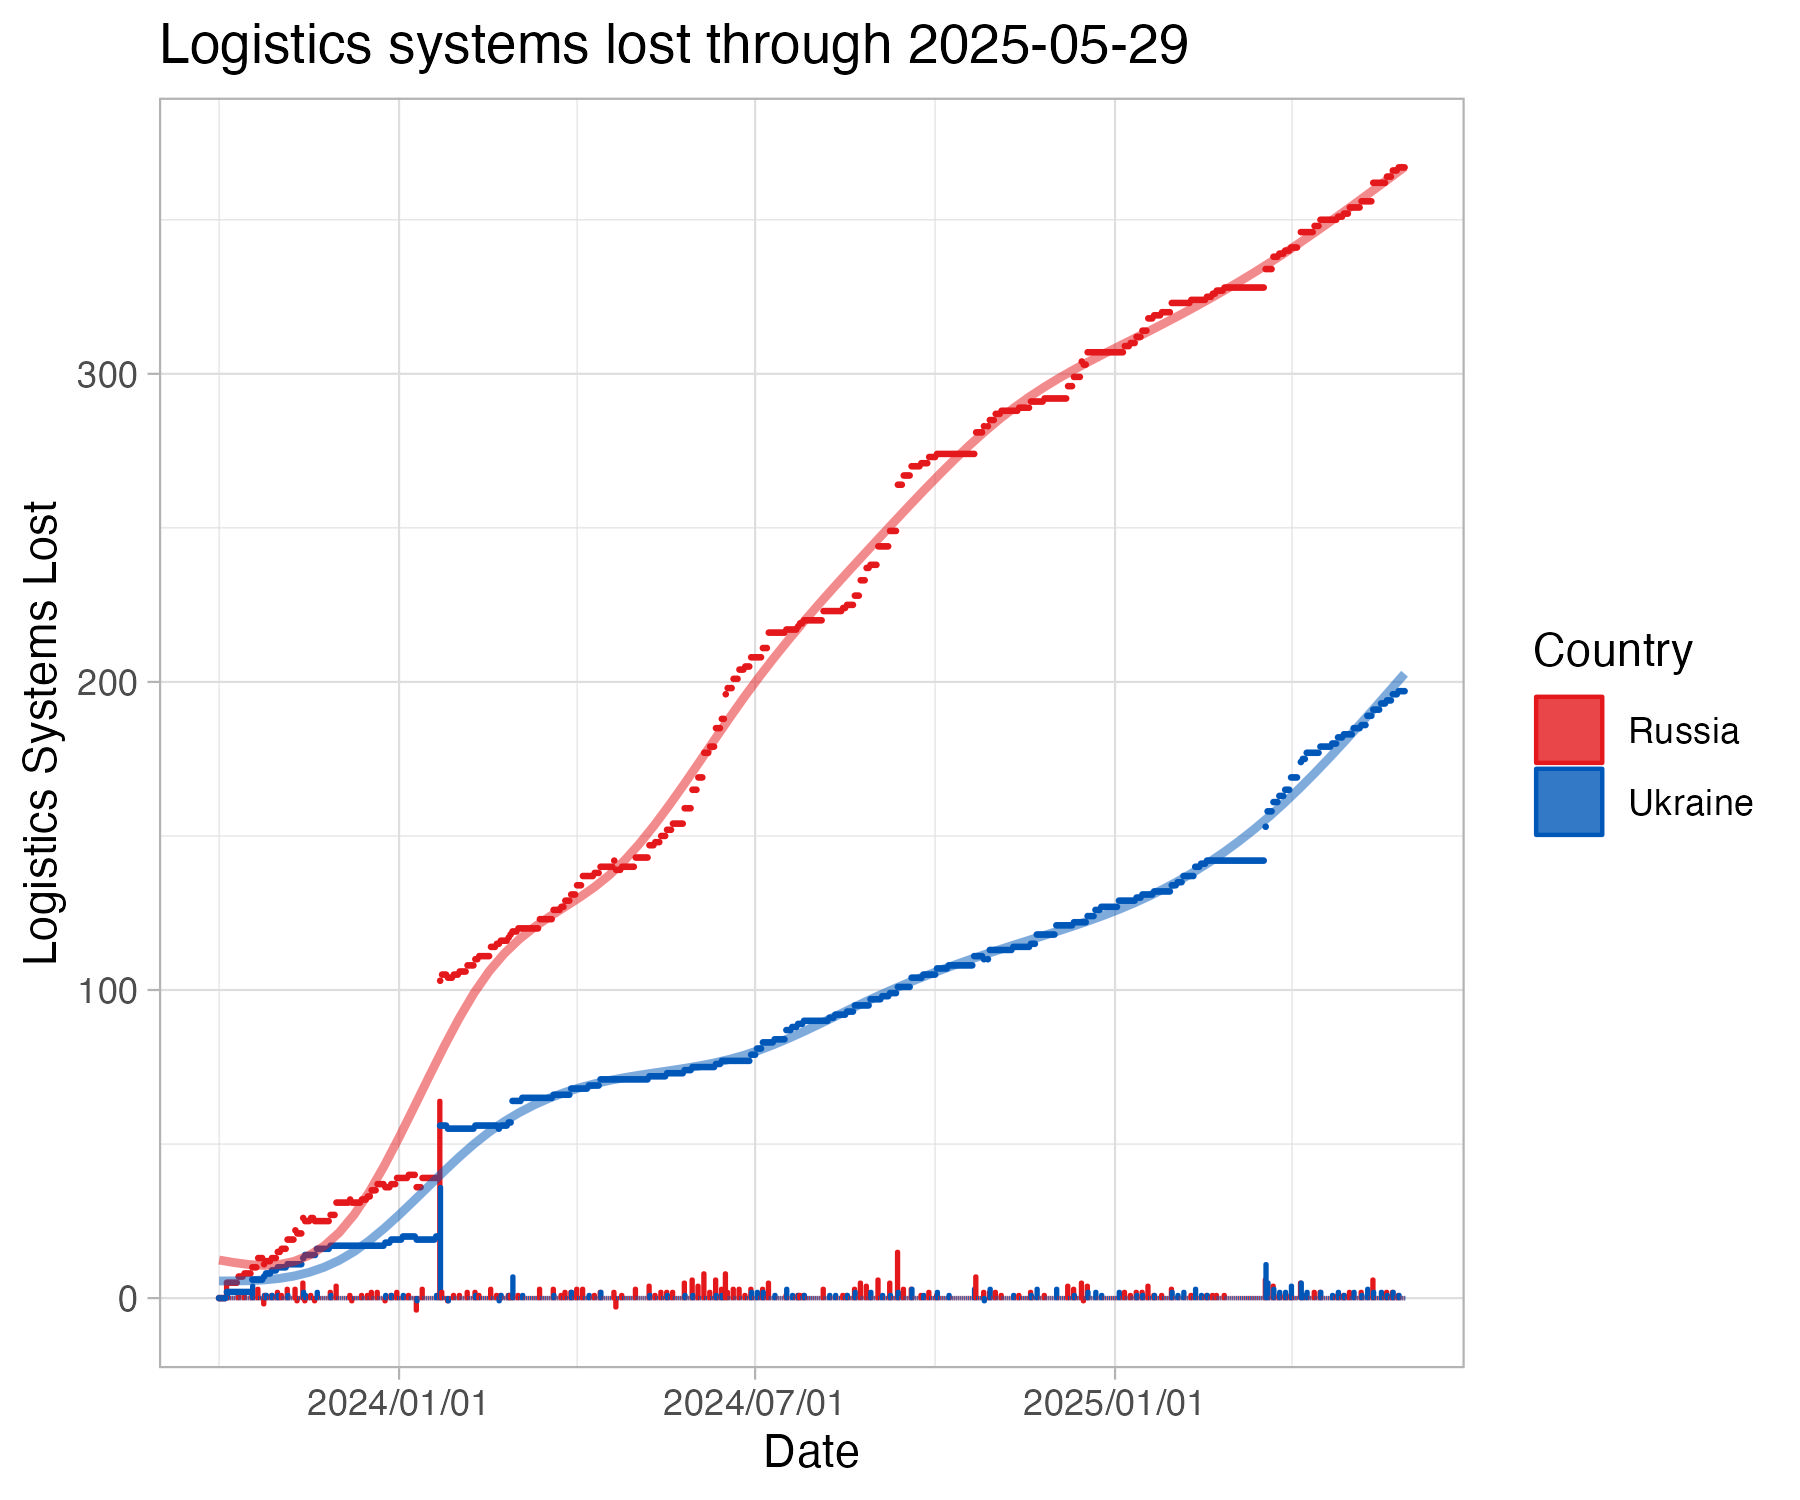 Logistics systems lost through 2025-05-29
Logistics Systems Lost
300
200
100
0
2024/01/01
2024/07/01
2025/01/01
Date
Country
Russia
Ukraine